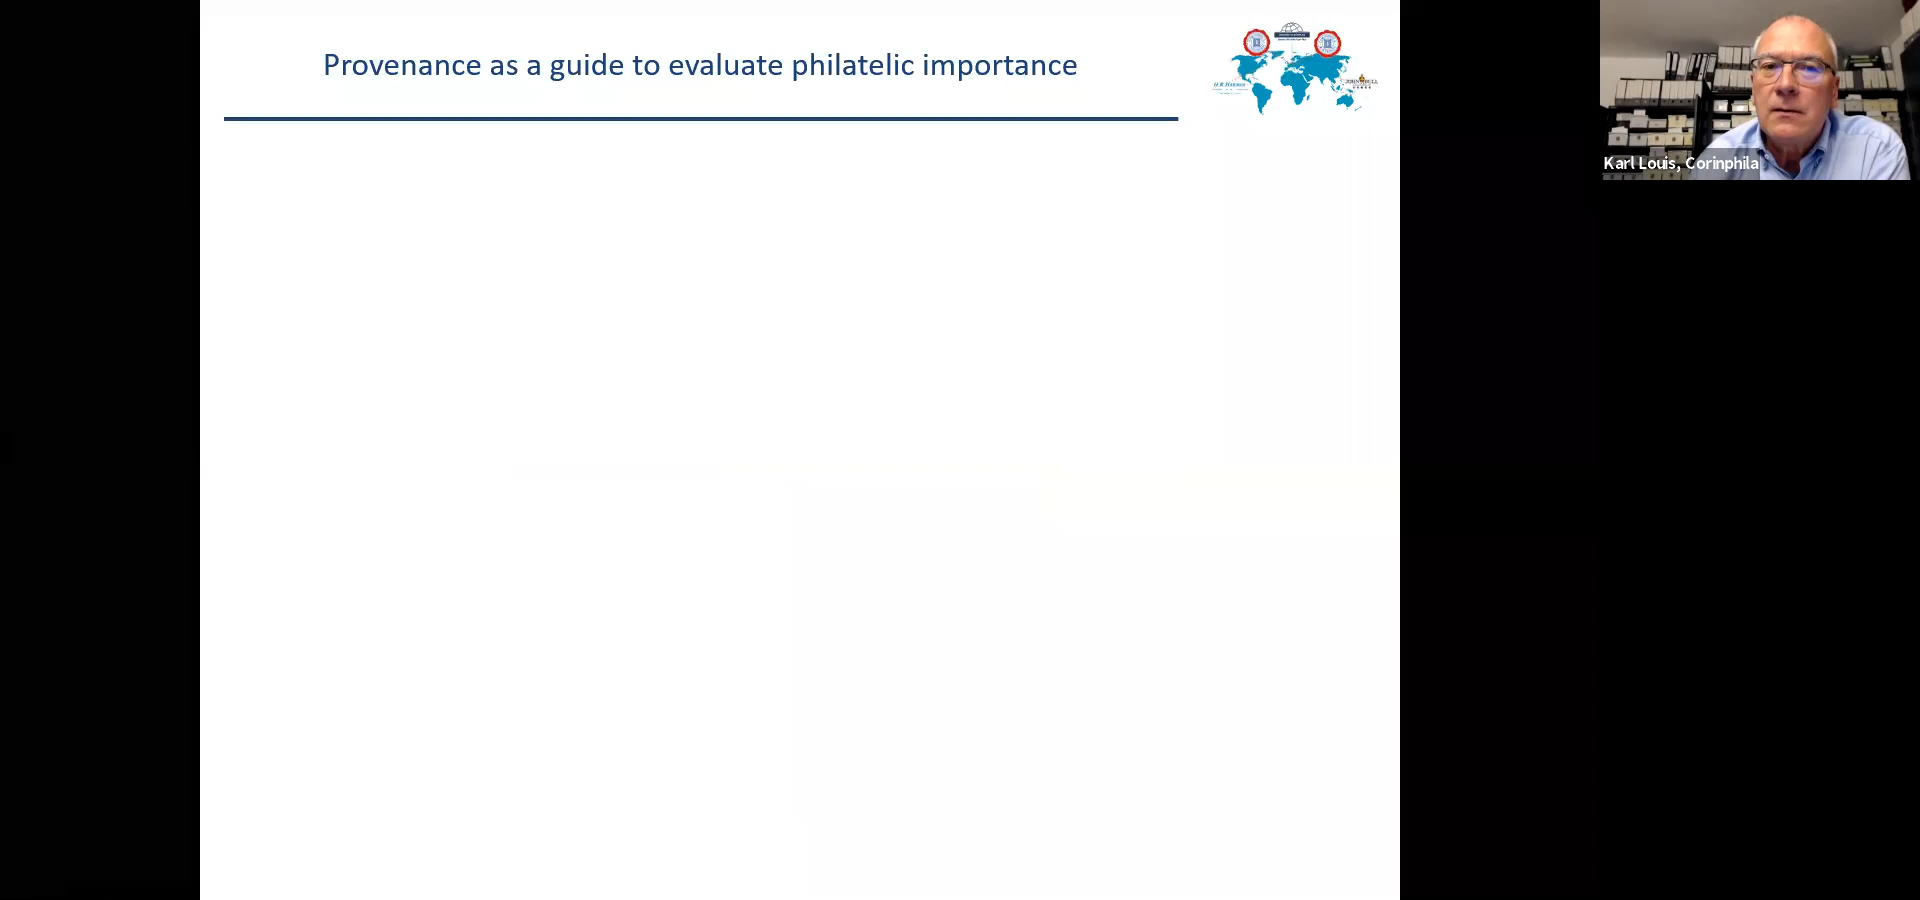 Provenance as a guide to evaluate philatelic importance
Karl Louis, Corinphila